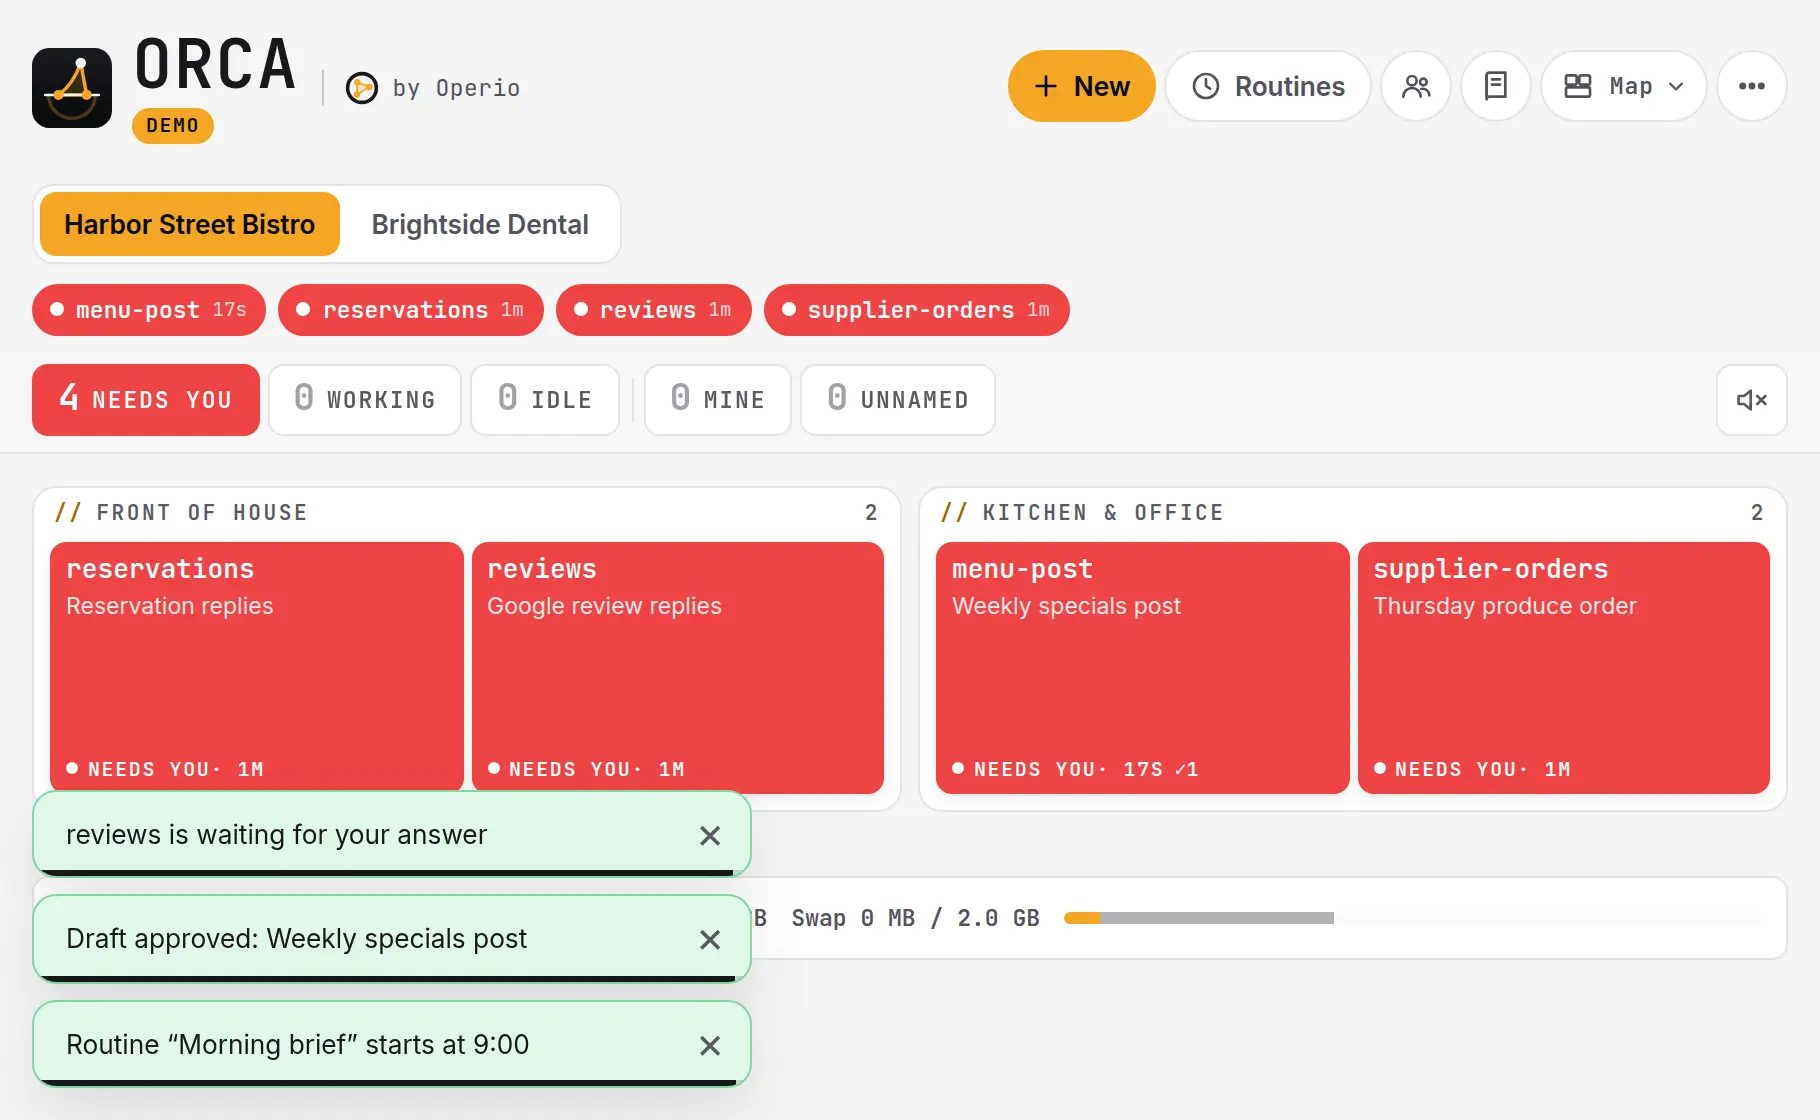 ORCA
by Operio
DEMO
+ New
Routines
Map
Harbor Street Bistro
Brightside Dental
menu-post 17s
reservations 1m
reviews 1m
supplier-orders 1m
4 NEEDS YOU
0 WORKING
0 IDLE
0 MINE
0 UNNAMED
// FRONT OF HOUSE 2
reservations
Reservation replies
NEEDS YOU· 1M
reviews
Google review replies
NEEDS YOU· 1M
// KITCHEN & OFFICE 2
menu-post
Weekly specials post
NEEDS YOU· 17S ✓1
supplier-orders
Thursday produce order
NEEDS YOU· 1M
reviews is waiting for your answer
Swap 0 MB / 2.0 GB
Draft approved: Weekly specials post
Routine “Morning brief” starts at 9:00